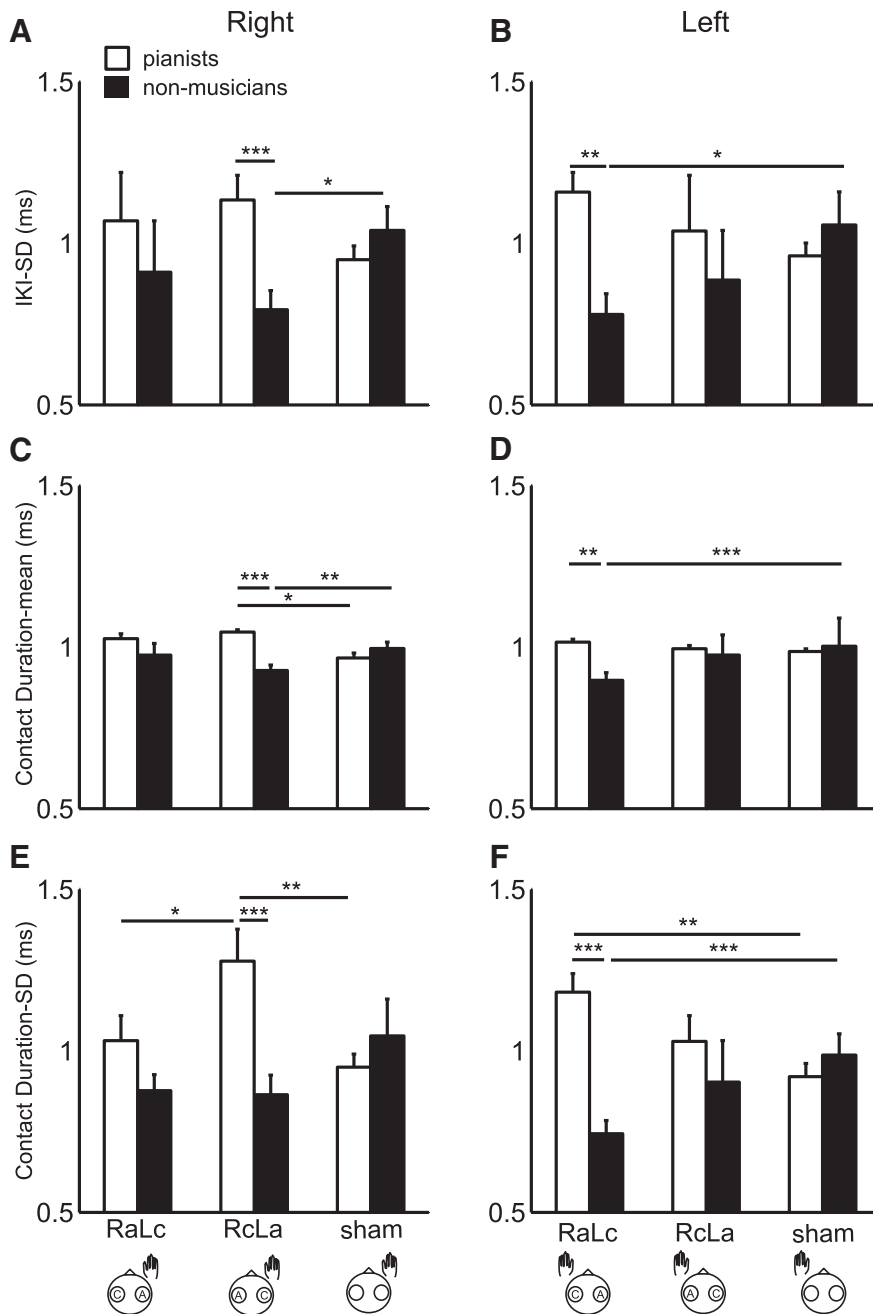 A Right
pianists
non-musicians
1.5
***
*
1
IKI-SD (ms)
0.5
B Left
1.5
**
*
1
0.5
C
1.5
***
**
*
1
Contact Duration-mean (ms)
0.5
D
1.5
**
***
1
0.5
E
1.5
**
*
***
1
Contact Duration-SD (ms)
0.5
RaLc RcLa sham
C A A C
F
1.5
**
***
***
1
0.5
RaLc RcLa sham
C A A C